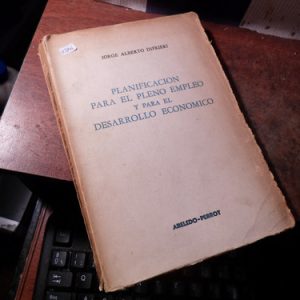 JORGE ALBERTO DIFRIERI
PLANIFICACION
PARA EL PLENO EMPLEO
Y PARA EL
DESARROLLO ECONOMICO
ABELEDO-PERROT